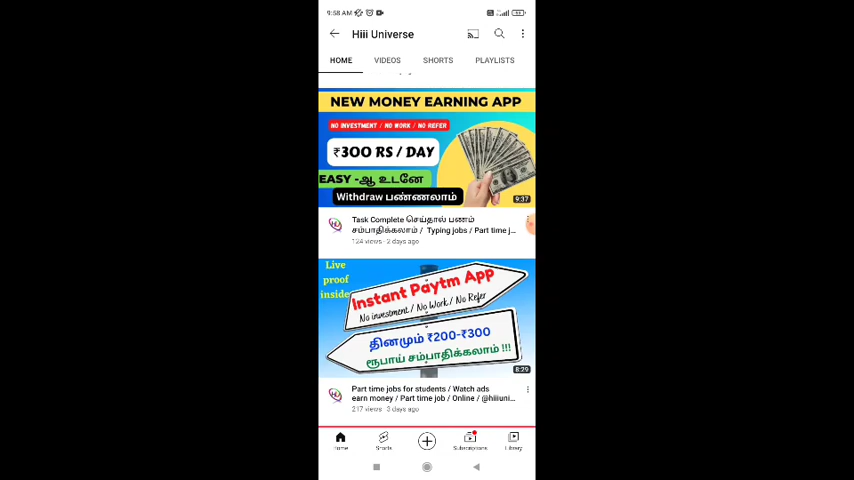 9:58 AM
Hiii Universe
HOME VIDEOS SHORTS PLAYLISTS
NEW MONEY EARNING APP
NO INVESTMENT / NO WORK / NO REFER
₹300 RS / DAY
EASY -ஆ உடனே
Withdraw பண்ணலாம்
9:37
Task Complete செய்தால் பணம்
சம்பாதிக்கலாம் / Typing jobs / Part time j...
124 views · 2 days ago
Live
proof
inside
Instant Paytm App
No investment / No Work / No Refer
தினமும் ₹200-₹300
ரூபாய் சம்பாதிக்கலாம் !!!
8:29
Part time jobs for students / Watch ads
earn money / Part time job / Online / @hiiiuni...
217 views · 3 days ago
Home Shorts Subscriptions Library